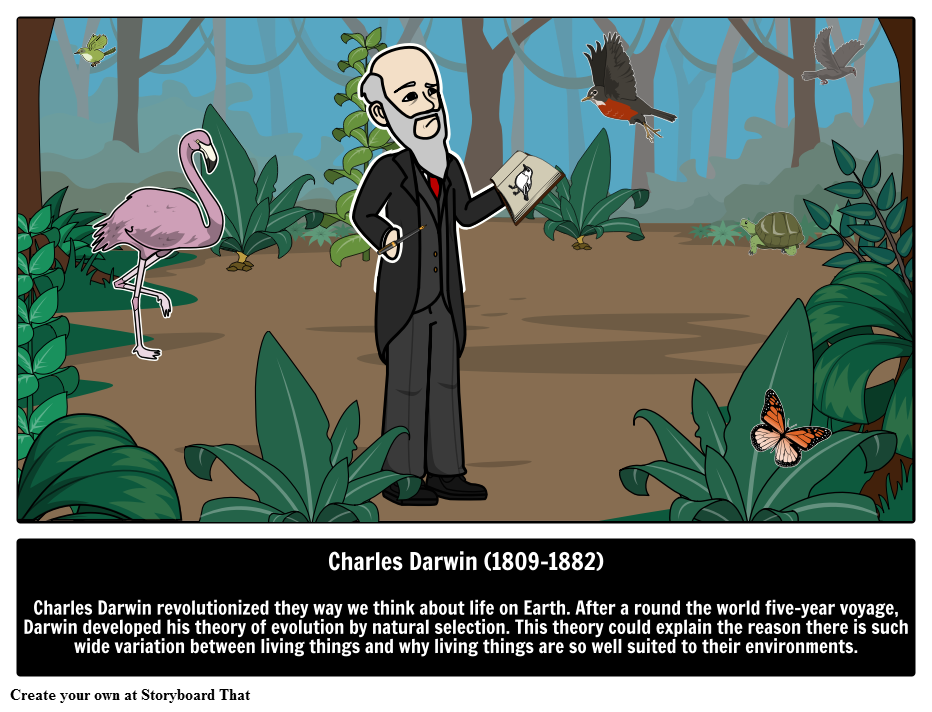 Charles Darwin (1809-1882)
Charles Darwin revolutionized they way we think about life on Earth. After a round the world five-year voyage,
Darwin developed his theory of evolution by natural selection. This theory could explain the reason there is such
wide variation between living things and why living things are so well suited to their environments.
Create your own at Storyboard That